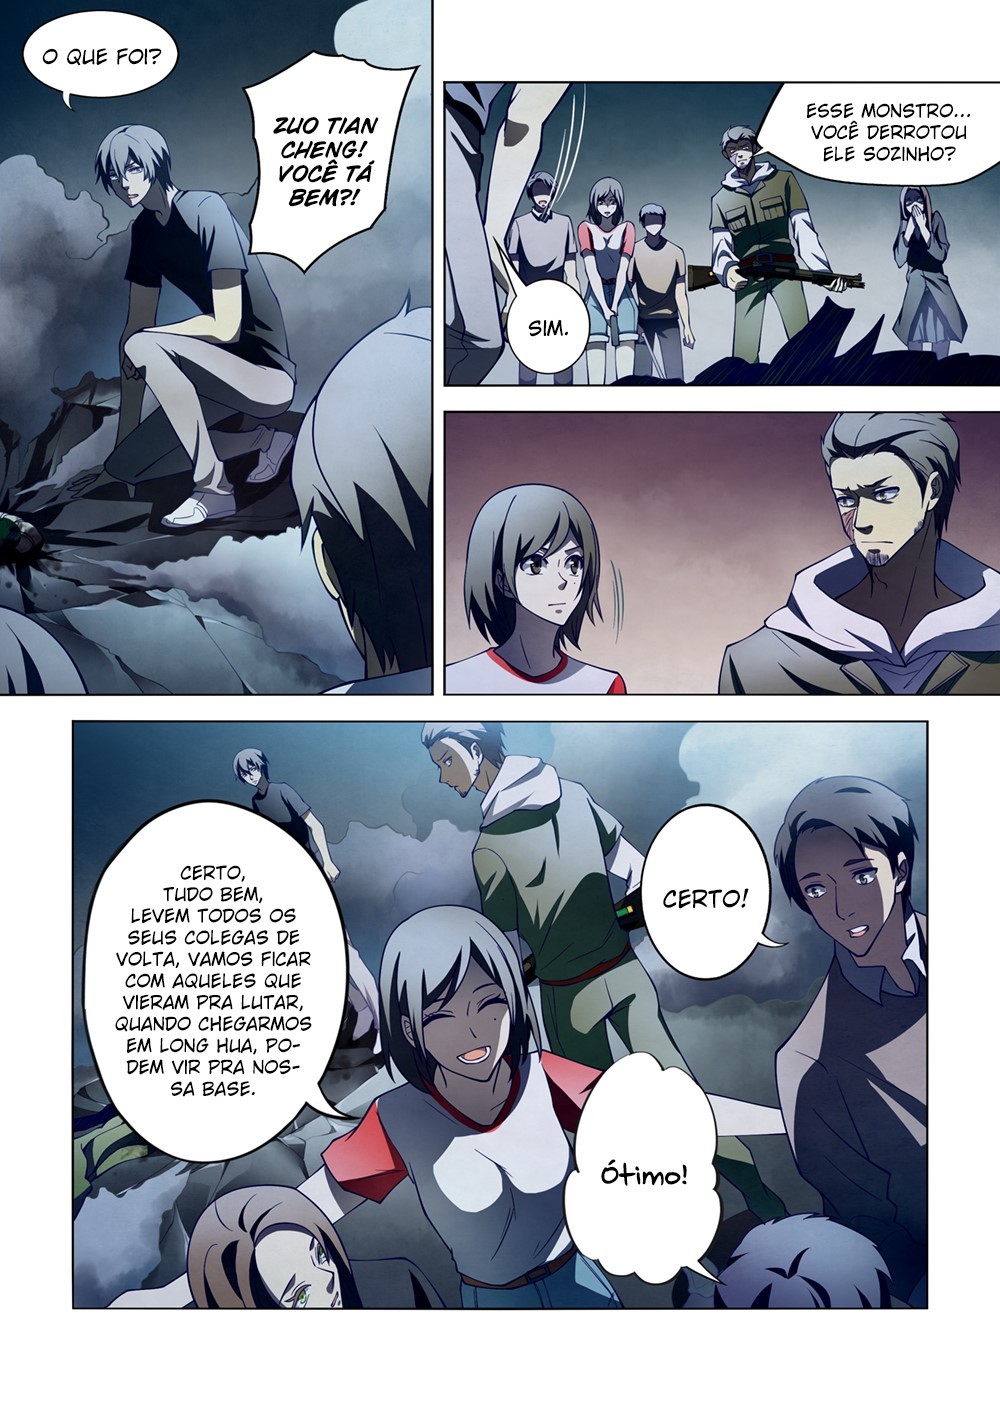 O QUE FOI?
ZUO TIAN
CHENG!
VOCÊ TÁ
BEM?!
ESSE MONSTRO...
VOCÊ DERROTOU
ELE SOZINHO?
SIM.
CERTO,
TUDO BEM,
LEVEM TODOS OS
SEUS COLEGAS DE
VOLTA, VAMOS FICAR
COM AQUELES QUE
VIERAM PRA LUTAR,
QUANDO CHEGARMOS
EM LONG HUA, PO-
DEM VIR PRA NOS-
SA BASE.
CERTO!
Ótimo!